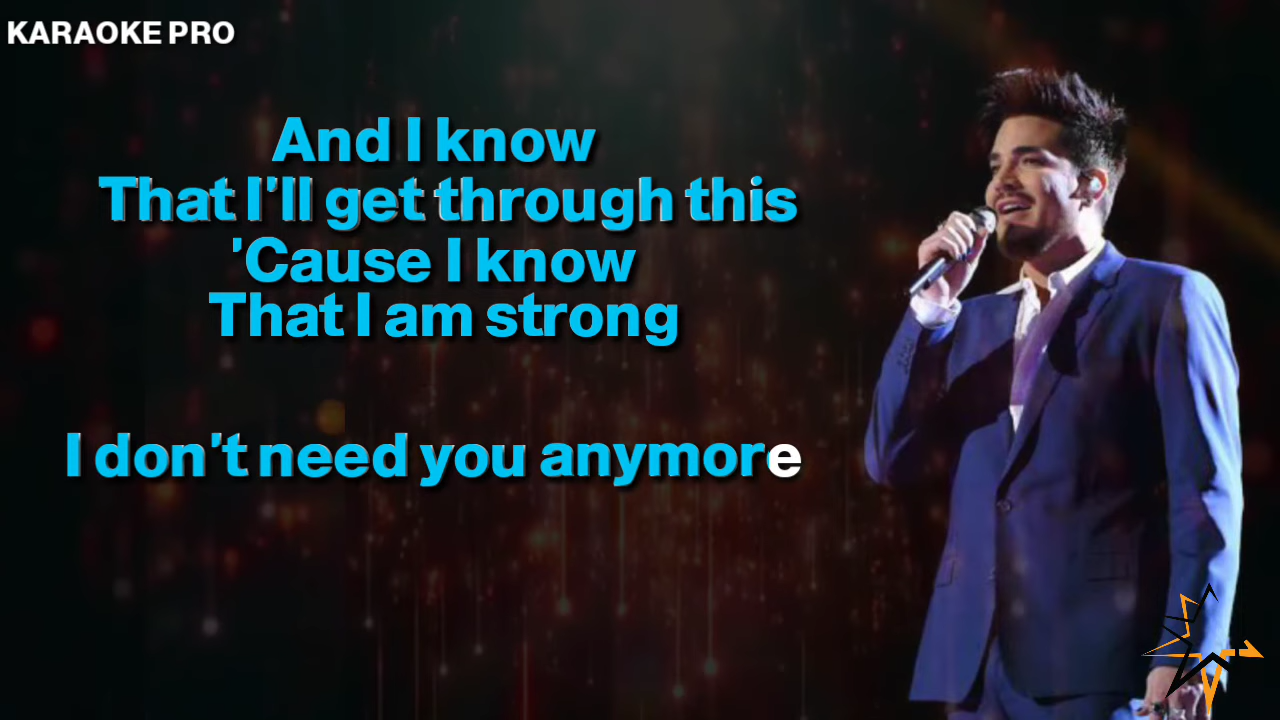 KARAOKE PRO
And I know
That I'll get through this
'Cause I know
That I am strong
I don't need you anymore